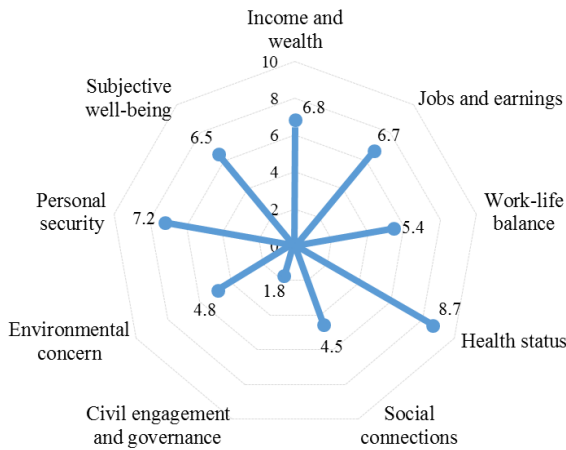 Income and
wealth
10
Subjective
well-being
8
Jobs and earnings
6.8
6
6.5
6.7
4
Personal
security
7.2
Work-life
balance
2
5.4
0
1.8
8.7
4.8
4.5
Environmental
concern
Health status
Civil engagement
and governance
Social
connections